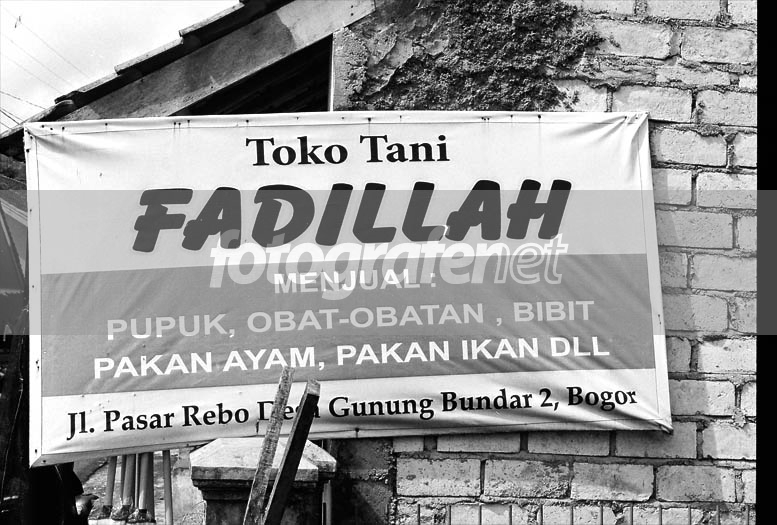 Toko Tani
FADILLAH
fotografer.net
MENJUAL :
PUPUK, OBAT-OBATAN , BIBIT
PAKAN AYAM, PAKAN IKAN DLL
Jl. Pasar Rebo Desa Gunung Bundar 2, Bogor